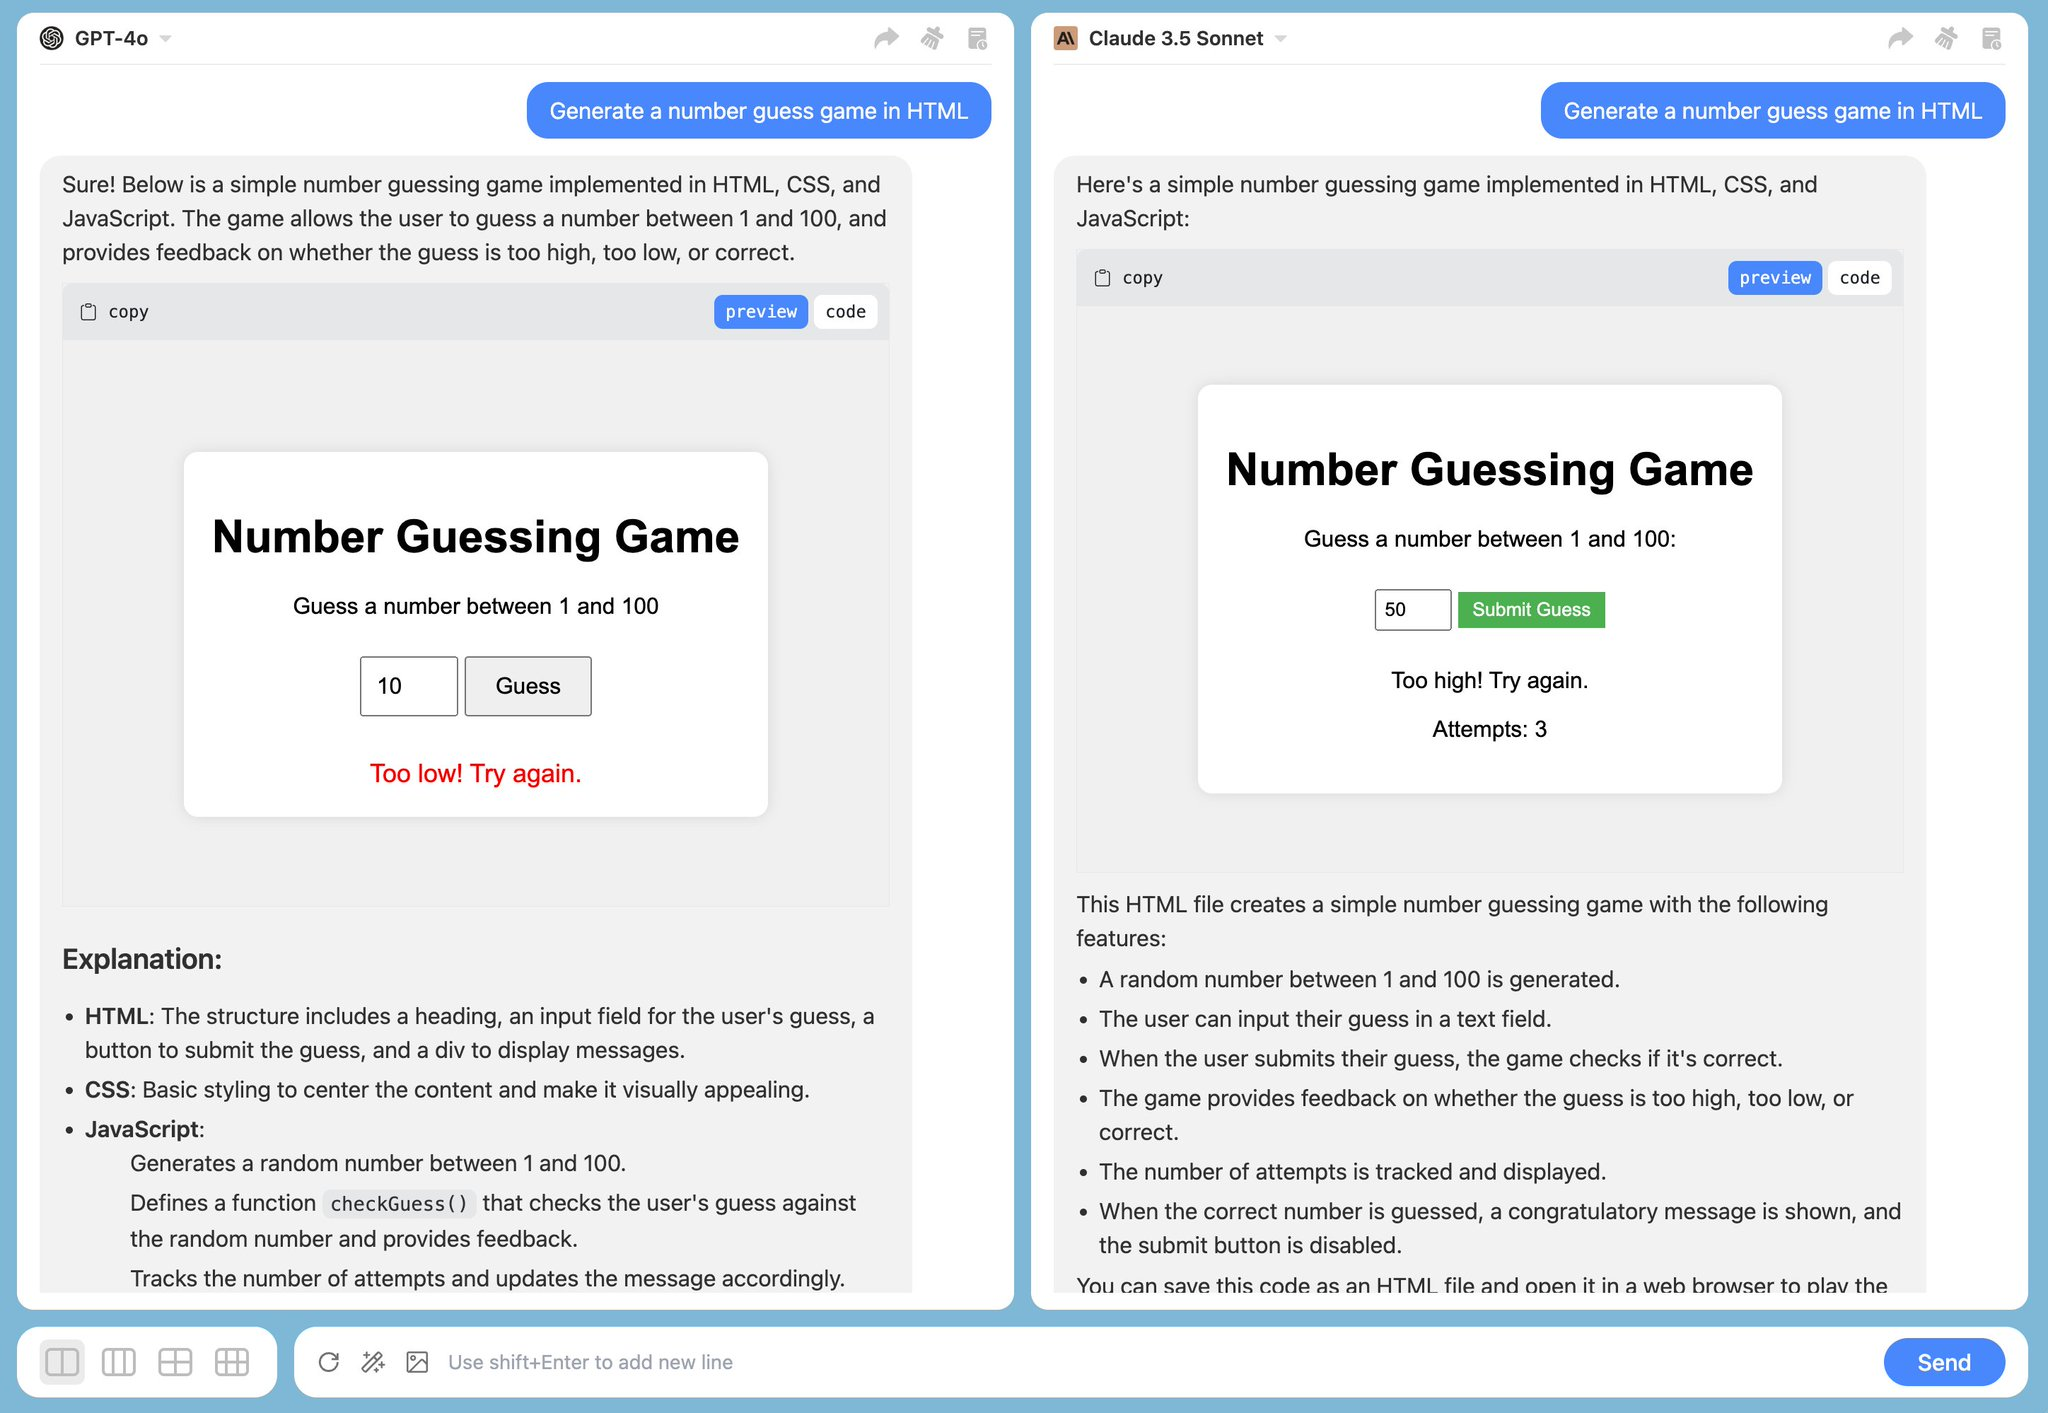 GPT-4o
Generate a number guess game in HTML
Sure! Below is a simple number guessing game implemented in HTML, CSS, and
JavaScript. The game allows the user to guess a number between 1 and 100, and
provides feedback on whether the guess is too high, too low, or correct.
copy
preview
code
Number Guessing Game
Guess a number between 1 and 100
10
Guess
Too low! Try again.
Explanation:
• HTML: The structure includes a heading, an input field for the user's guess, a
button to submit the guess, and a div to display messages.
• CSS: Basic styling to center the content and make it visually appealing.
• JavaScript:
Generates a random number between 1 and 100.
Defines a function checkGuess() that checks the user's guess against
the random number and provides feedback.
Tracks the number of attempts and updates the message accordingly.
Claude 3.5 Sonnet
Generate a number guess game in HTML
Here's a simple number guessing game implemented in HTML, CSS, and
JavaScript:
copy
preview
code
Number Guessing Game
Guess a number between 1 and 100:
50
Submit Guess
Too high! Try again.
Attempts: 3
This HTML file creates a simple number guessing game with the following
features:
• A random number between 1 and 100 is generated.
• The user can input their guess in a text field.
• When the user submits their guess, the game checks if it's correct.
• The game provides feedback on whether the guess is too high, too low, or
correct.
• The number of attempts is tracked and displayed.
• When the correct number is guessed, a congratulatory message is shown, and
the submit button is disabled.
You can save this code as an HTML file and open it in a web browser to play the
Use shift+Enter to add new line
Send